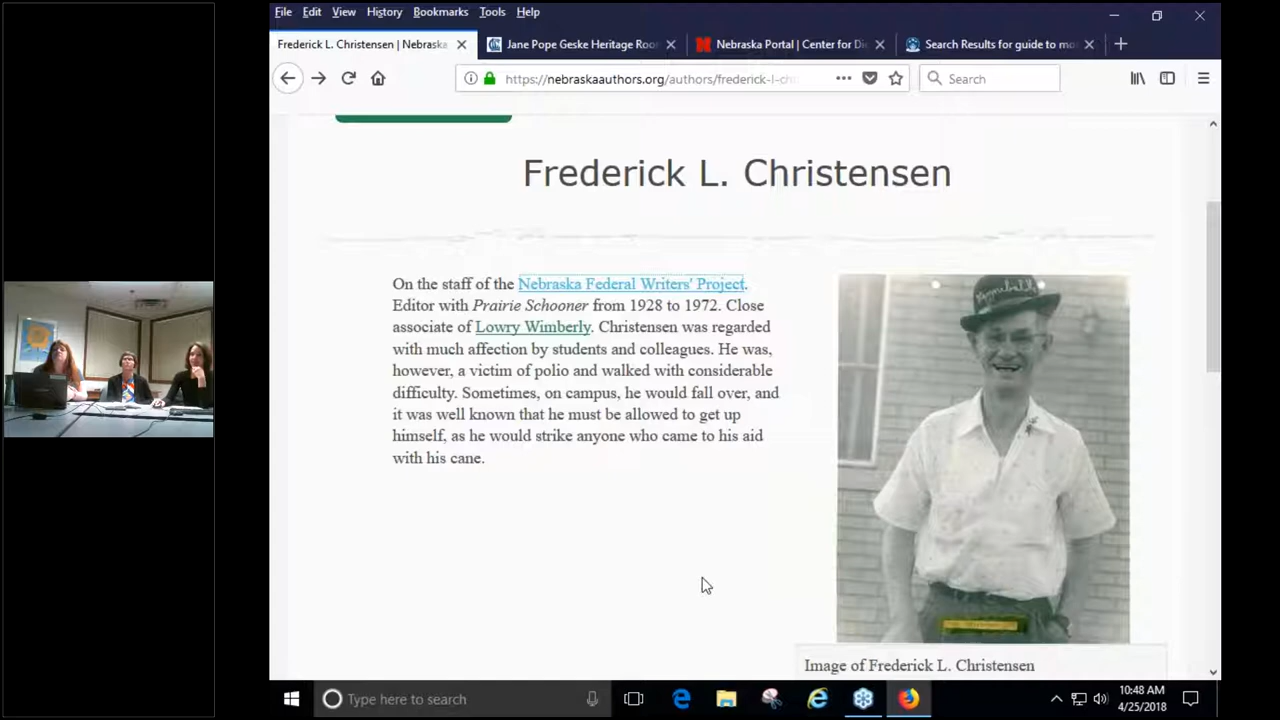 File Edit View History Bookmarks Tools Help
Frederick L. Christensen | Nebraska
Jane Pope Geske Heritage Roo
Nebraska Portal | Center for Di
Search Results for guide to mo
https://nebraskaauthors.org/authors/frederick-l-ch
Search
Frederick L. Christensen
On the staff of the Nebraska Federal Writers' Project.
Editor with Prairie Schooner from 1928 to 1972. Close
associate of Lowry Wimberly. Christensen was regarded
with much affection by students and colleagues. He was,
however, a victim of polio and walked with considerable
difficulty. Sometimes, on campus, he would fall over, and
it was well known that he must be allowed to get up
himself, as he would strike anyone who came to his aid
with his cane.
Image of Frederick L. Christensen
Type here to search
10:48 AM
4/25/2018